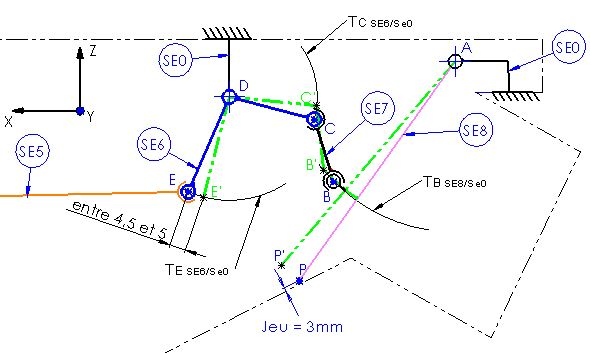 TC SE6/Se0
Z
SE0
A
SE0
D
C'
X
Y
C
SE7
SE8
SE5
SE6
B'
E
E'
B
TB SE8/Se0
entre 4,5 et 5
TE SE6/Se0
P'
P
Jeu = 3mm